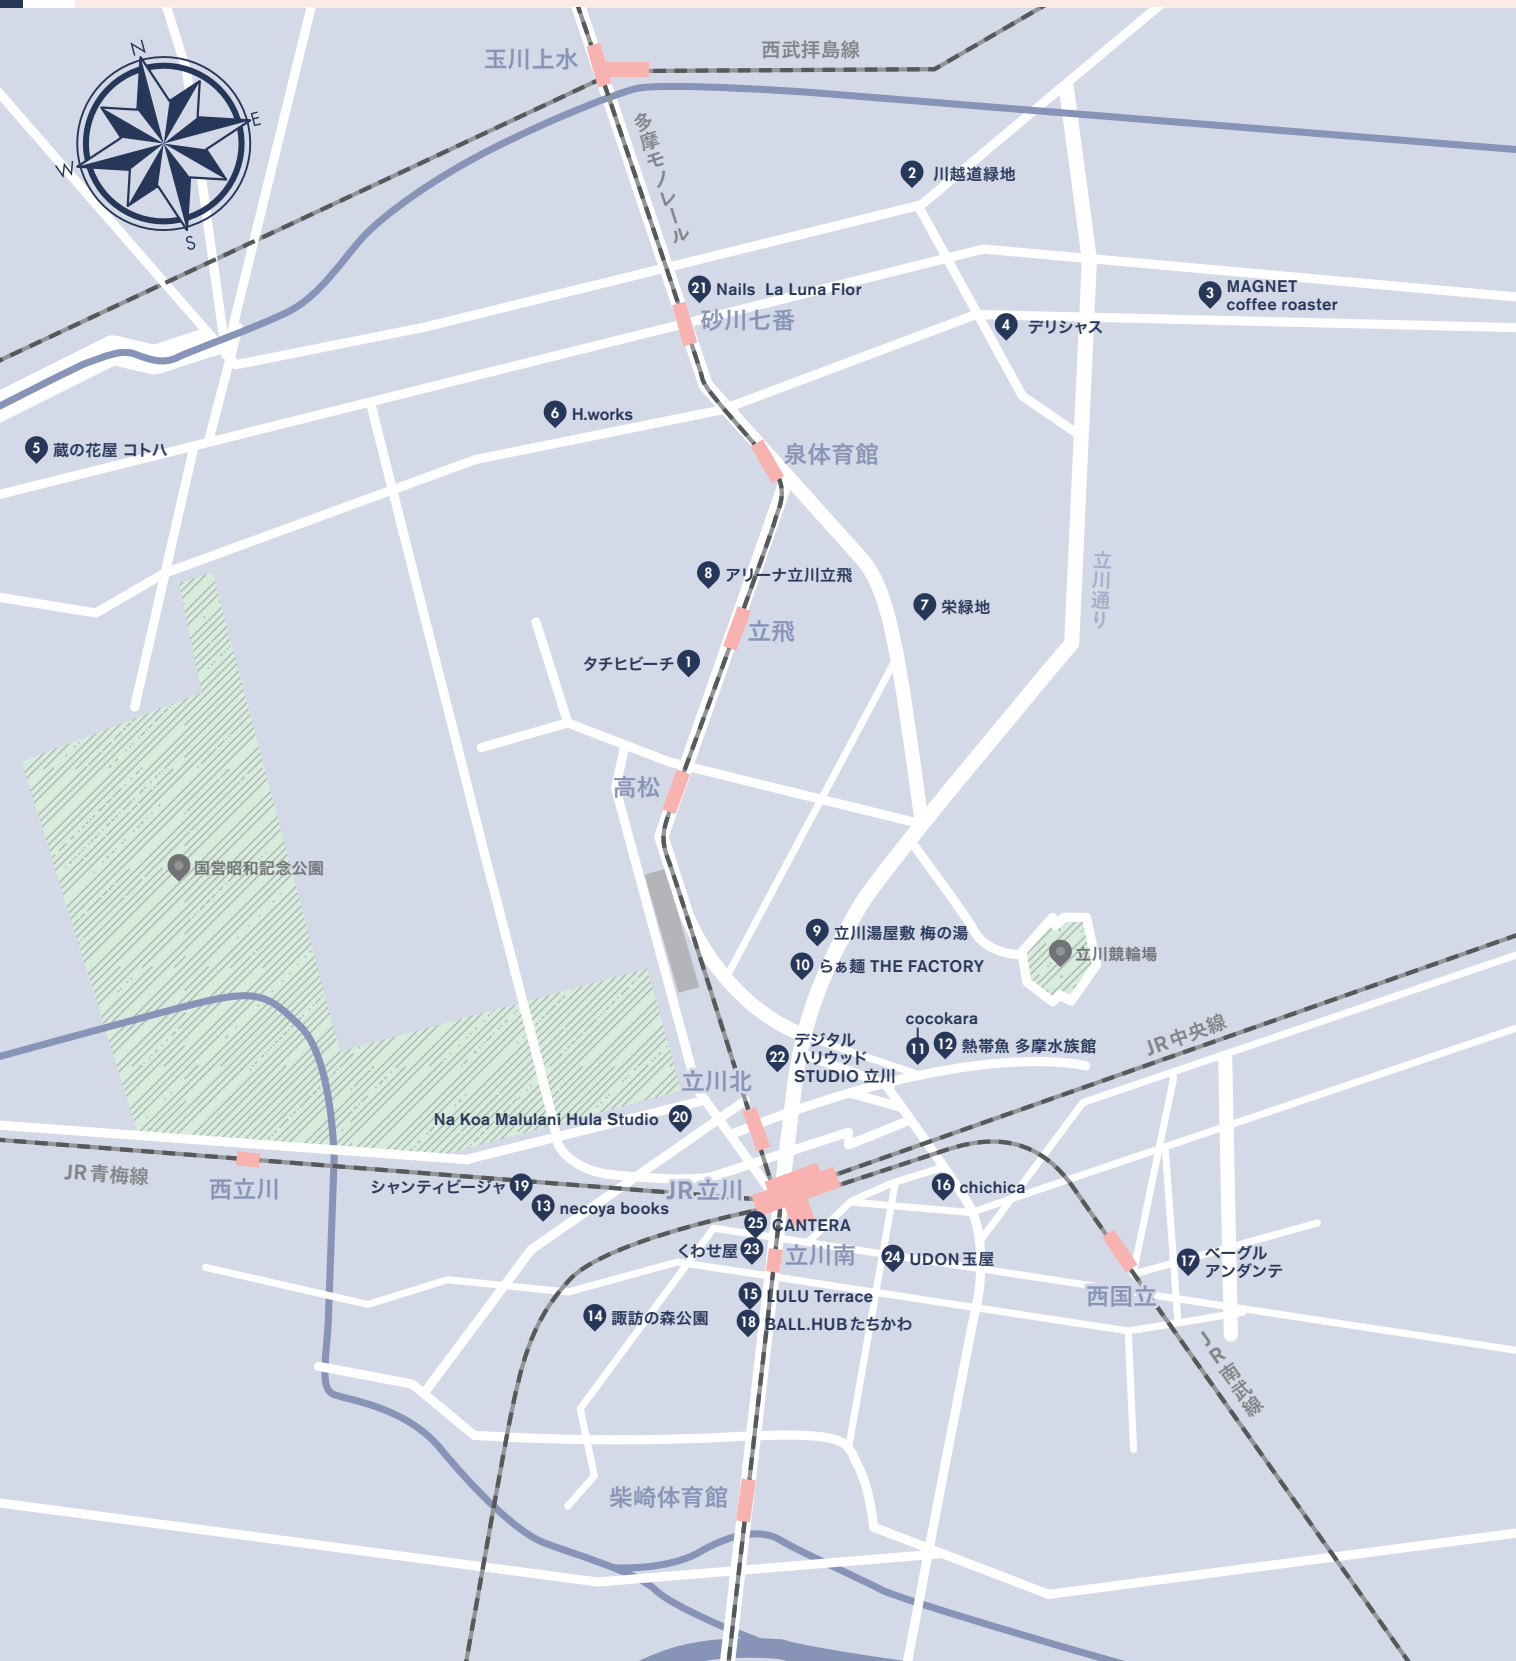 N
E
W
S
玉川上水
西武拝島線
多摩モノレール
2 川越道緑地
21 Nails La Luna Flor
砂川七番
3 MAGNET
coffee roaster
4 デリシャス
6 H.works
5 蔵の花屋 コトハ
泉体育館
立川通り
8 アリーナ立川立飛
7 栄緑地
立飛
タチヒビーチ 1
高松
国営昭和記念公園
9 立川湯屋敷 梅の湯
立川競輪場
10 らぁ麺 THE FACTORY
cocokara
11
12 熱帯魚 多摩水族館
JR中央線
22 デジタル
ハリウッド
STUDIO 立川
立川北
Na Koa Malulani Hula Studio 20
JR青梅線
西立川
シャンティビージャ 19
JR立川
16 chichica
13 necoya books
25 CANTERA
くわせ屋 23
立川南
24 UDON玉屋
17 ベーグル
アンダンテ
西国立
15 LULU Terrace
14 諏訪の森公園
18 BALL.HUBたちかわ
JR南武線
柴崎体育館